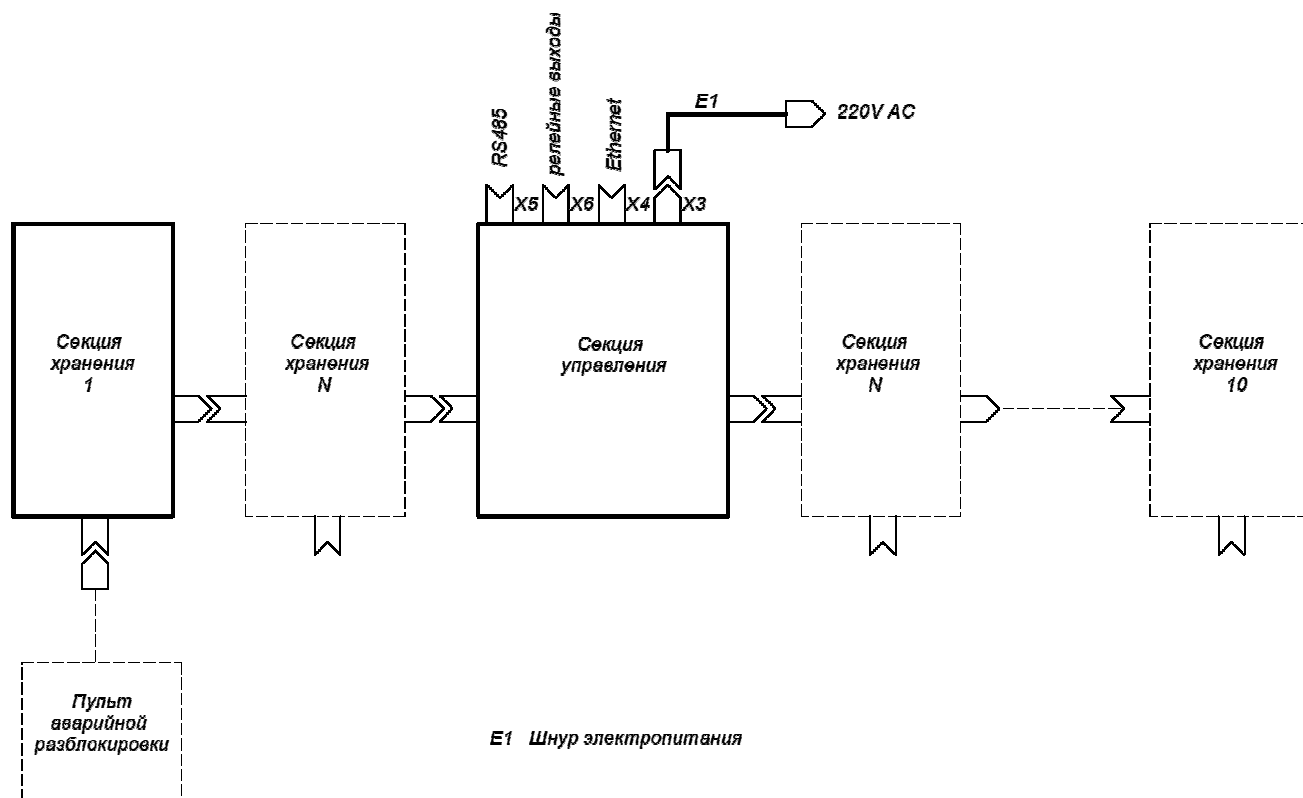 RS485
релейные выходы
Ethernet
E1
220V AC
X5
X6
X4
X3
Секция
хранения
1
Секция
хранения
N
Секция
управления
Секция
хранения
N
Секция
хранения
10
Пульт
аварийной
разблокировки
E1 Шнур электропитания